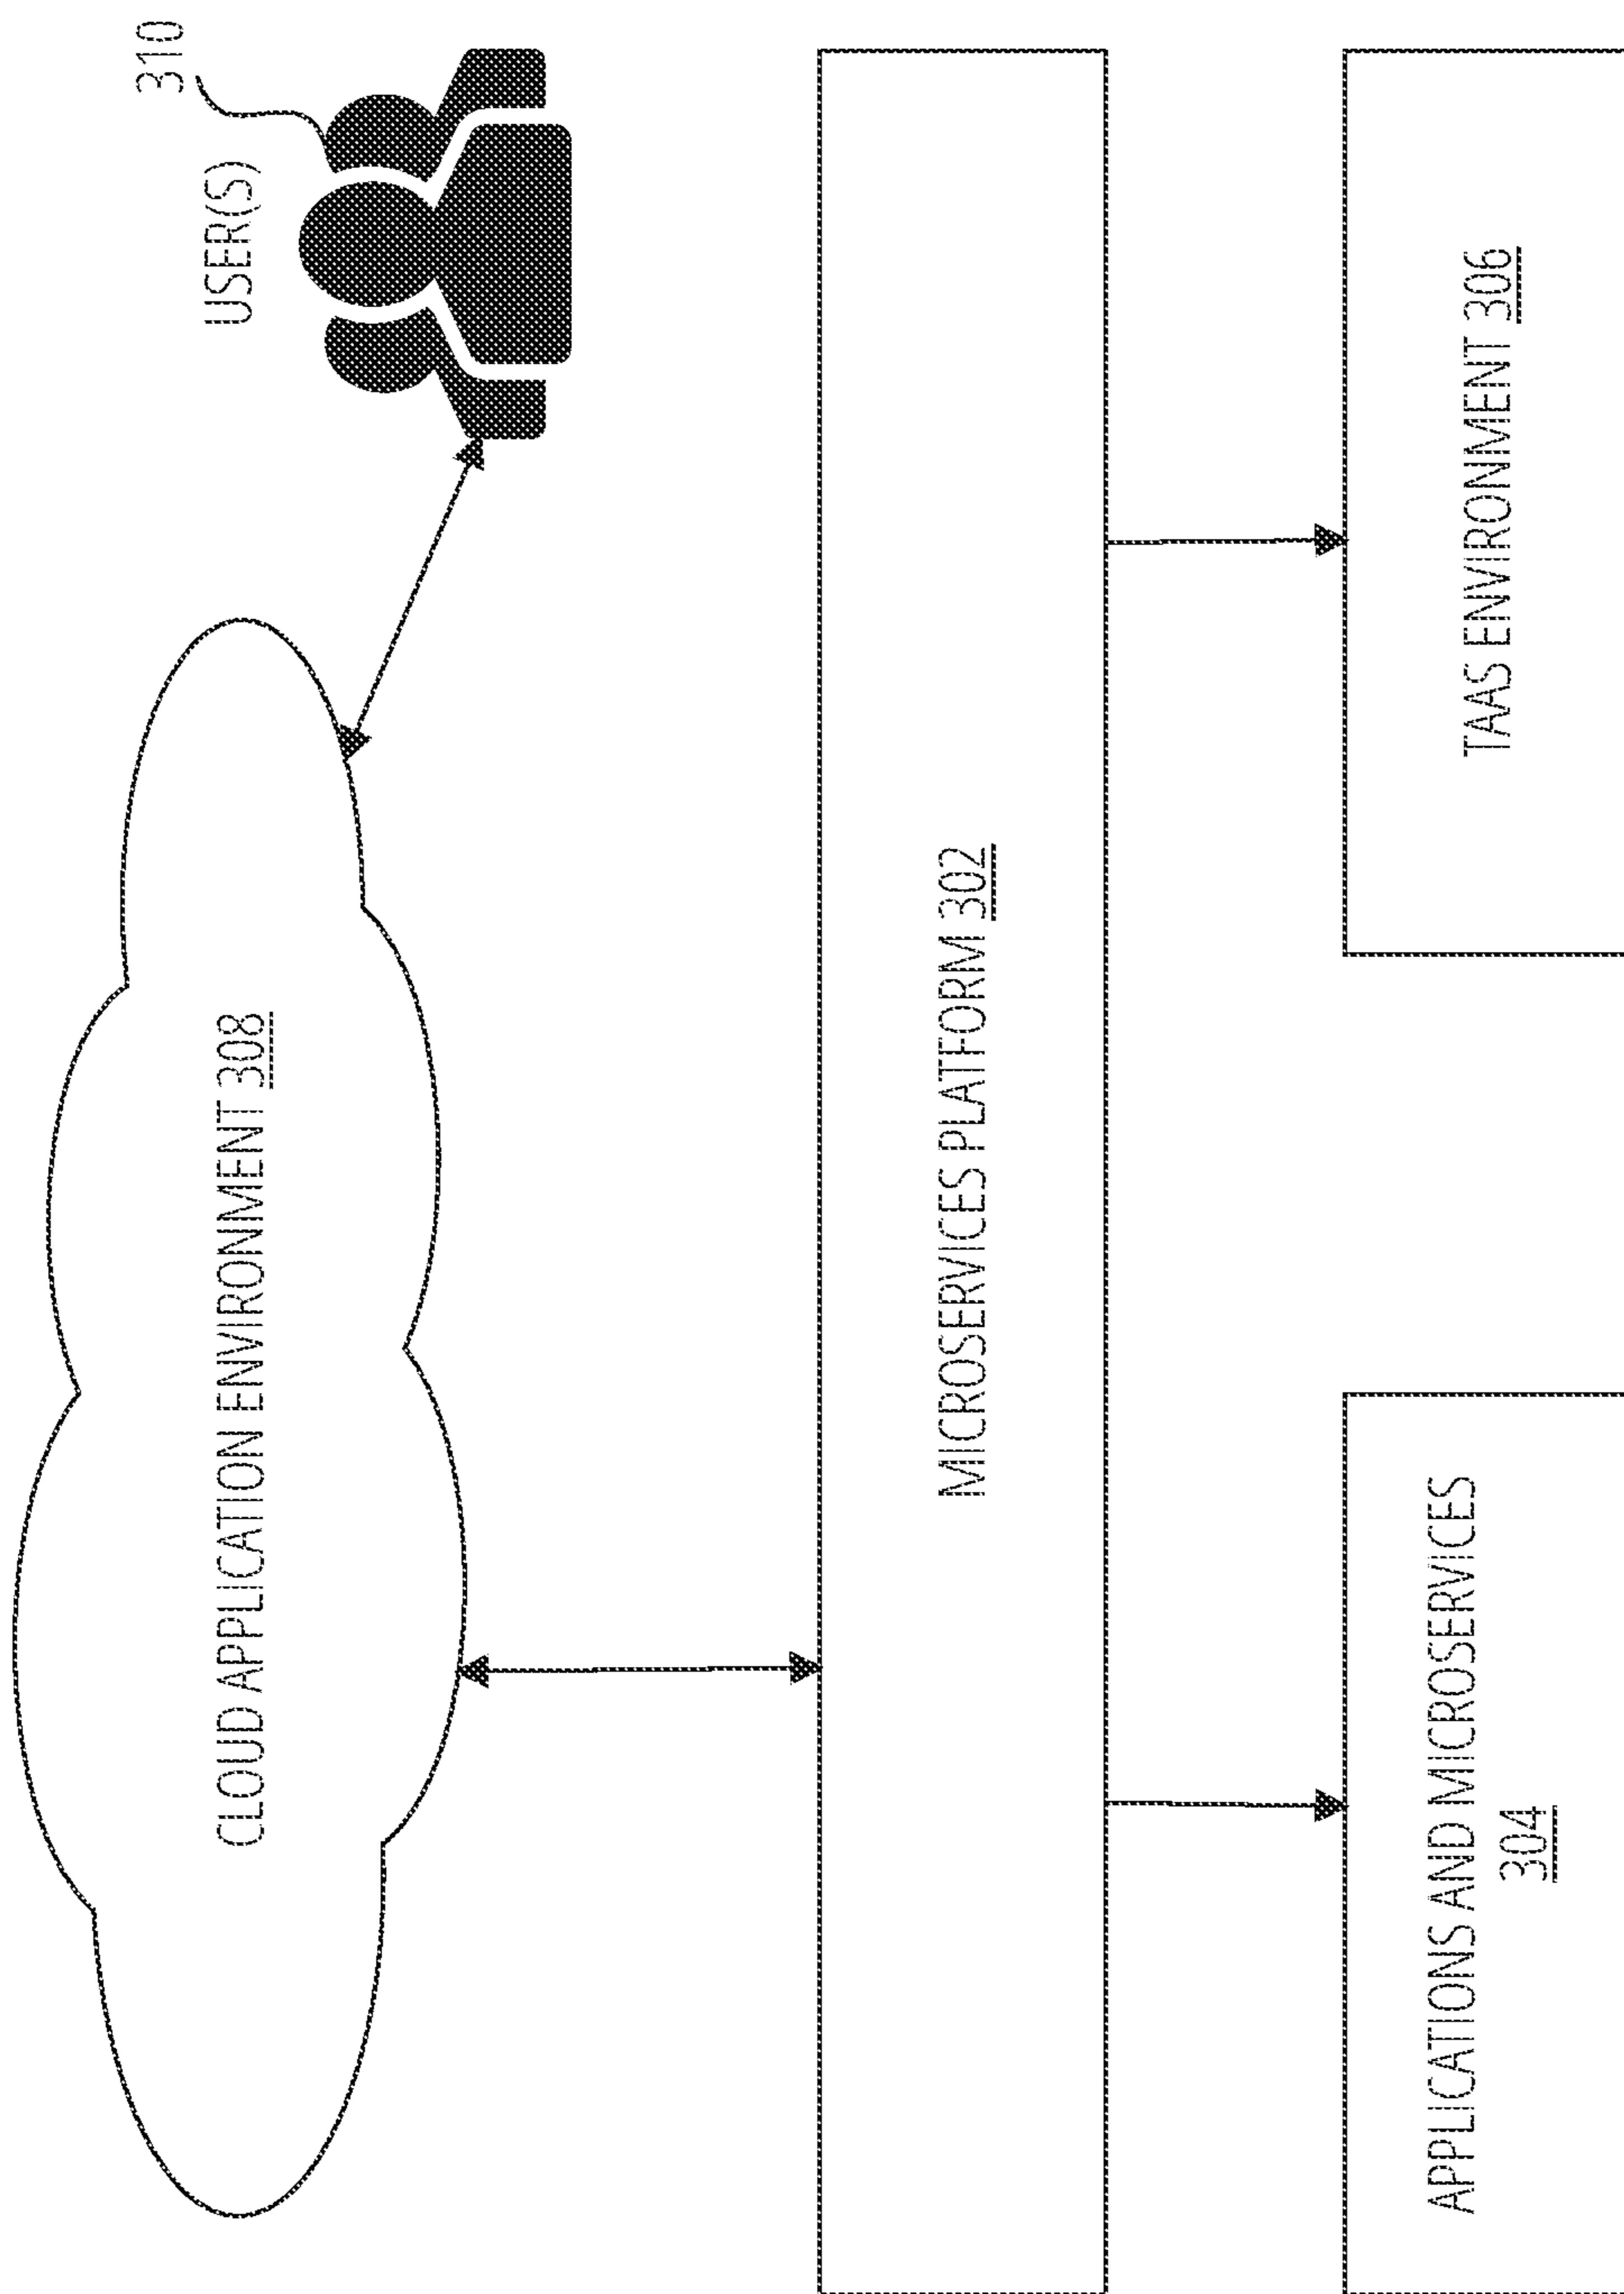 310
USER(S)
CLOUD APPLICATION ENVIRONMENT 308
MICROSERVICES PLATFORM 302
APPLICATIONS AND MICROSERVICES
304
TAAS ENVIRONMENT 306